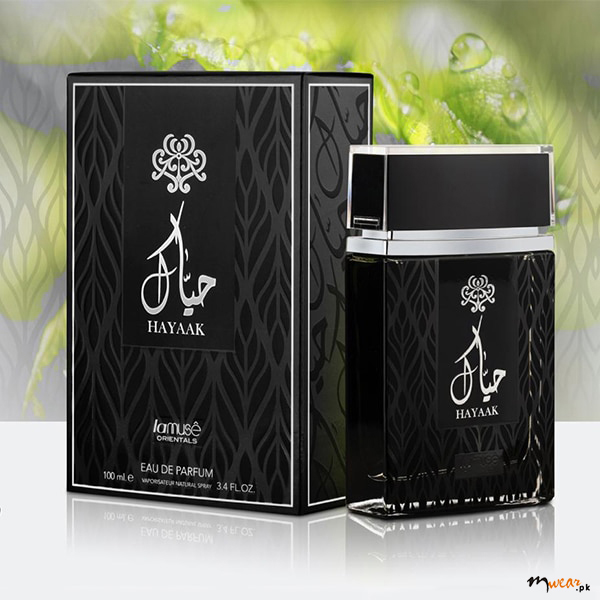 حياك
HAYAAK
lamusê
ORIENTALS
EAU DE PARFUM
100 ml.e VAPORISATEUR NATURAL SPRAY 3.4 FL.OZ.
حياك
HAYAAK
mwear.pk